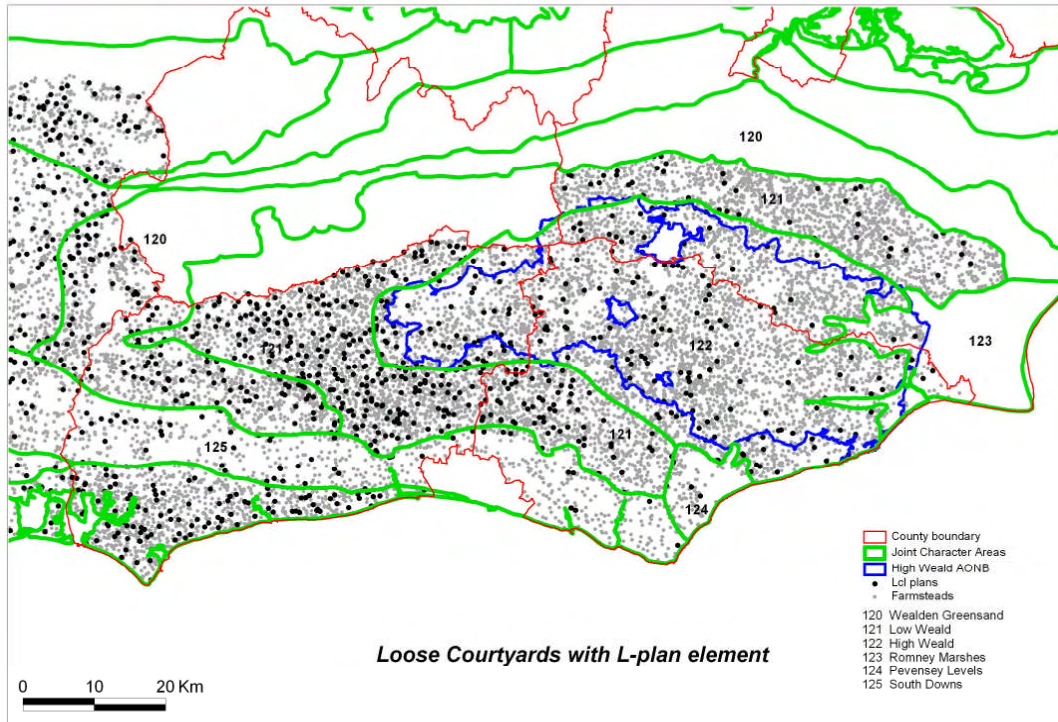 120
121
120
121
122
123
125
121
124
County boundary
Joint Character Areas
High Weald AONB
Lcl plans
Farmsteads
120 Wealden Greensand
121 Low Weald
122 High Weald
123 Romney Marshes
124 Pevensey Levels
125 South Downs
Loose Courtyards with L-plan element
0 10 20 Km